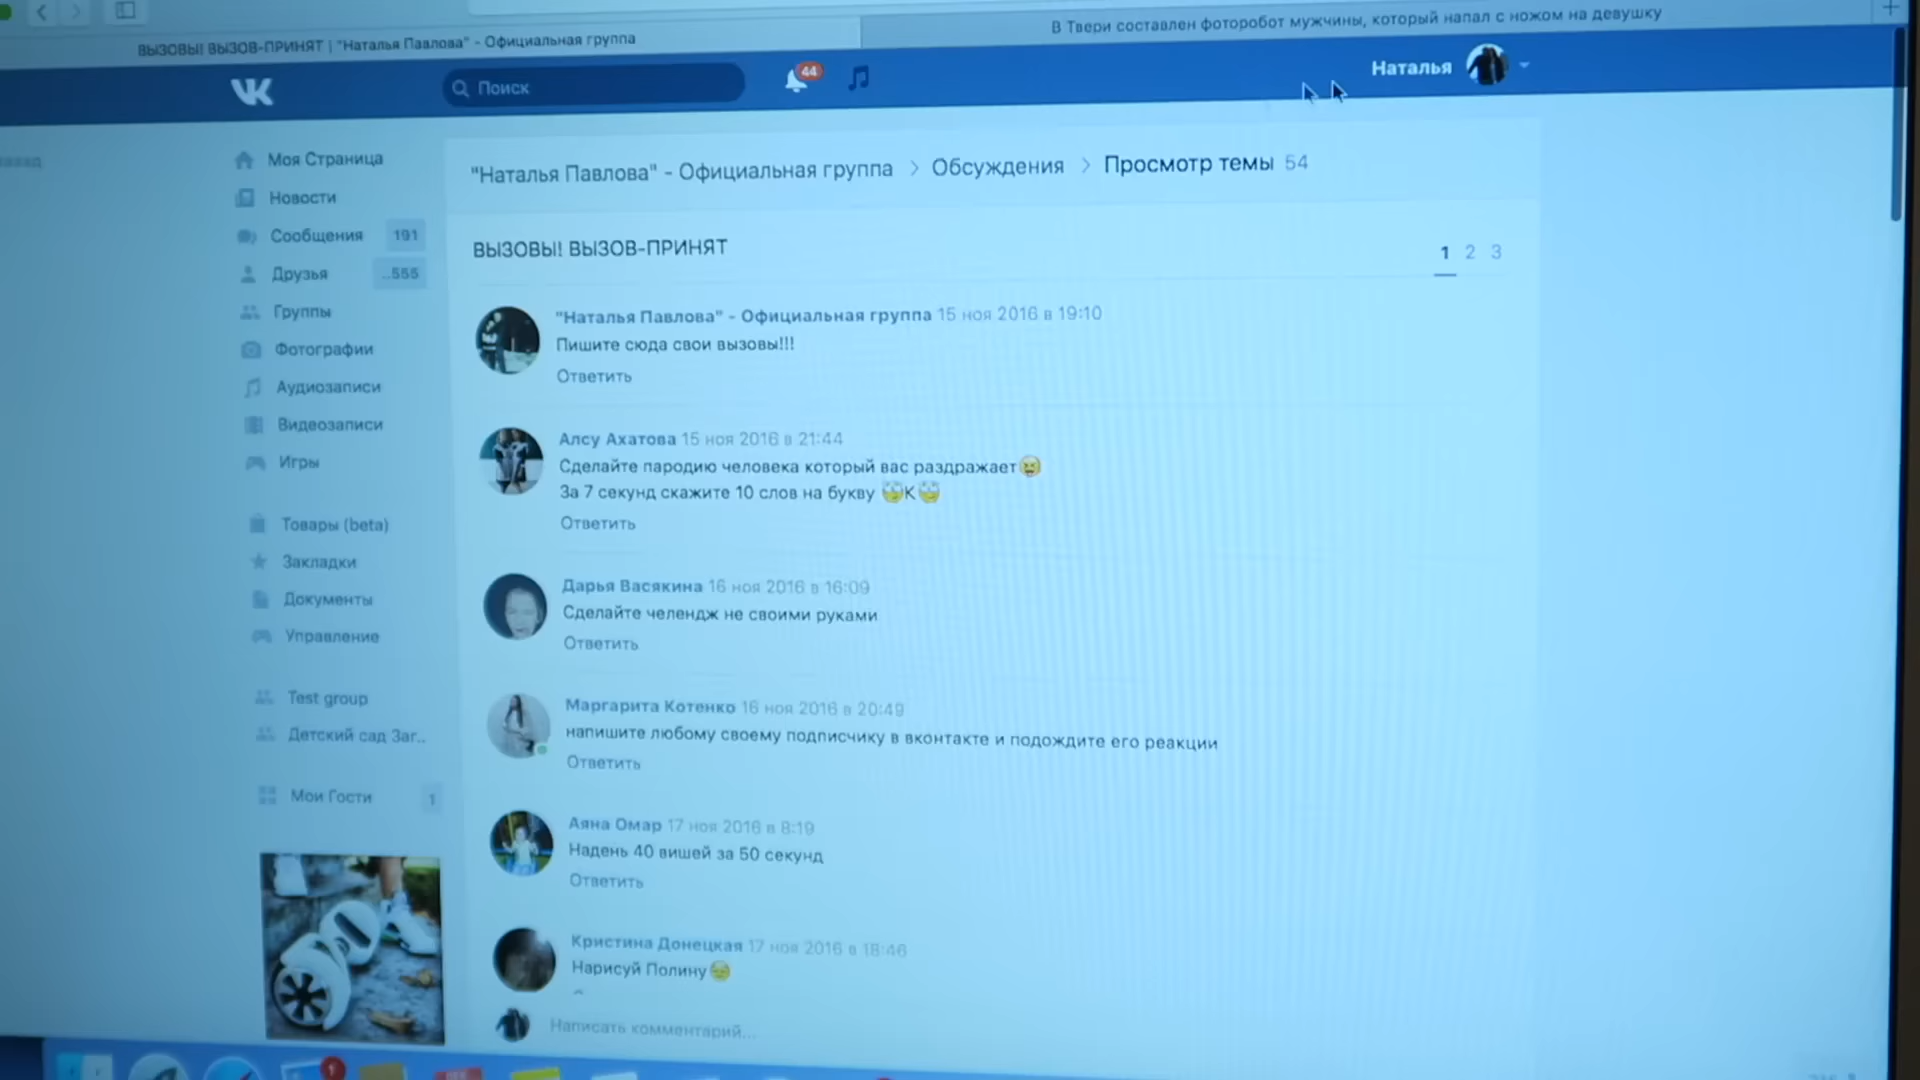 ВЫЗОВЫ! ВЫЗОВ-ПРИНЯТ | "Наталья Павлова" - Официальная группа
В Твери составлен фоторобот мужчины, который напал с ножом на девушку
Поиск
44
Наталья
Моя Страница
Новости
Сообщения 191
Друзья ..555
Группы
Фотографии
Аудиозаписи
Видеозаписи
Игры
Товары (beta)
Закладки
Документы
Управление
Test group
Детский сад Заг..
Мои Гости 1
"Наталья Павлова" - Официальная группа > Обсуждения > Просмотр темы 54
ВЫЗОВЫ! ВЫЗОВ-ПРИНЯТ
1 2 3
"Наталья Павлова" - Официальная группа 15 ноя 2016 в 19:10
Пишите сюда свои вызовы!!!
Ответить
Алсу Ахатова 15 ноя 2016 в 21:44
Сделайте пародию человека который вас раздражает
За 7 секунд скажите 10 слов на букву К
Ответить
Дарья Васякина 16 ноя 2016 в 16:09
Сделайте челендж не своими руками
Ответить
Маргарита Котенко 16 ноя 2016 в 20:49
напишите любому своему подписчику в вконтакте и подождите его реакции
Ответить
Аяна Омар 17 ноя 2016 в 8:19
Надень 40 вишей за 50 секунд
Ответить
Кристина Донецкая 17 ноя 2016 в 18:46
Нарисуй Полину
Написать комментарий...
1